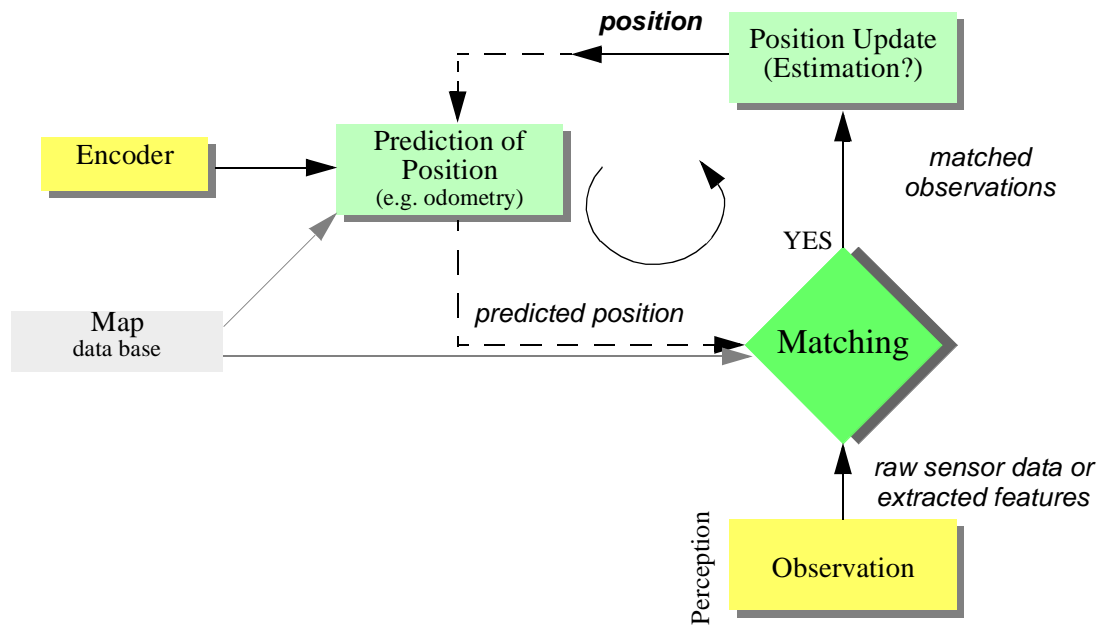 position
Position Update
(Estimation?)
Encoder
Prediction of
Position
(e.g. odometry)
matched
observations
YES
Map
data base
predicted position
Matching
raw sensor data or
extracted features
Perception
Observation